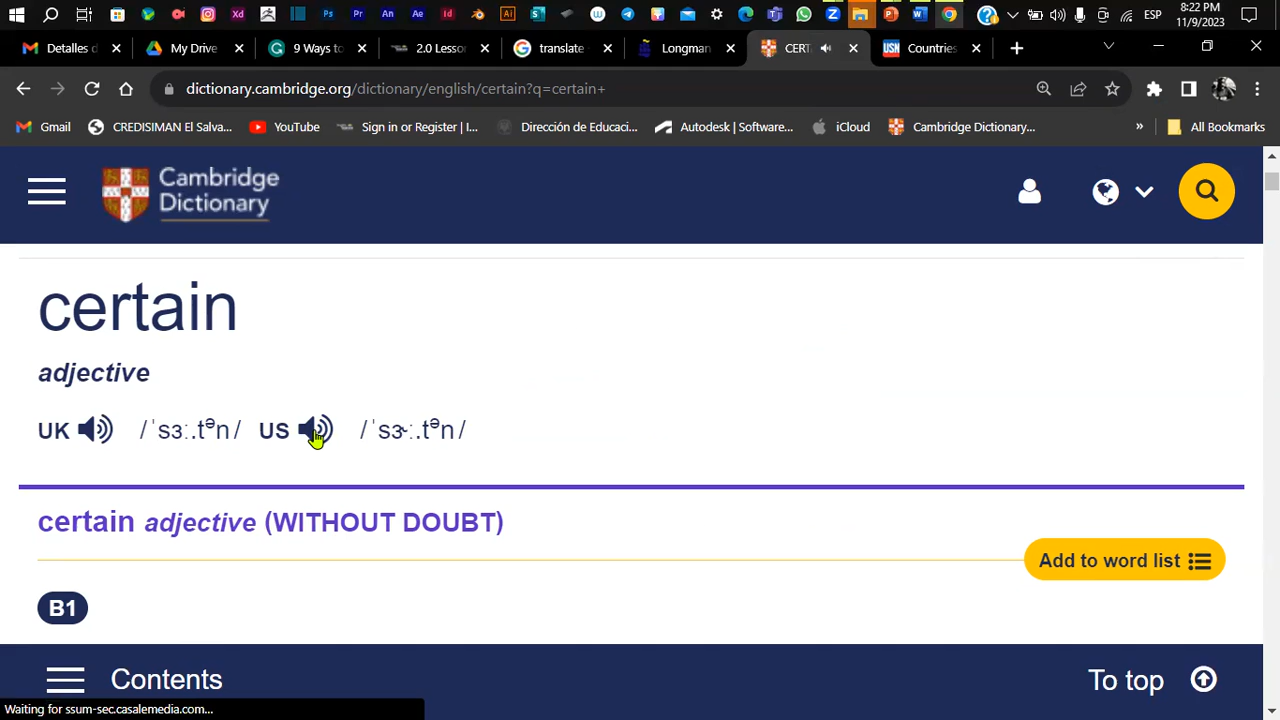 8:22 PM
ESP
11/9/2023
Detalles d
My Drive
9 Ways to
2.0 Lesso
translate
Longman
CERT
Countries
dictionary.cambridge.org/dictionary/english/certain?q=certain+
Gmail
CREDISIMAN El Salva...
YouTube
Sign in or Register | I...
Dirección de Educaci...
Autodesk | Software...
iCloud
Cambridge Dictionary...
»
All Bookmarks
Cambridge
Dictionary
certain
adjective
UK /ˈsɜː.tᵊn/ US /ˈsɝː.tᵊn/
certain adjective (WITHOUT DOUBT)
Add to word list
B1
Contents
To top
Waiting for ssum-sec.casalemedia.com...